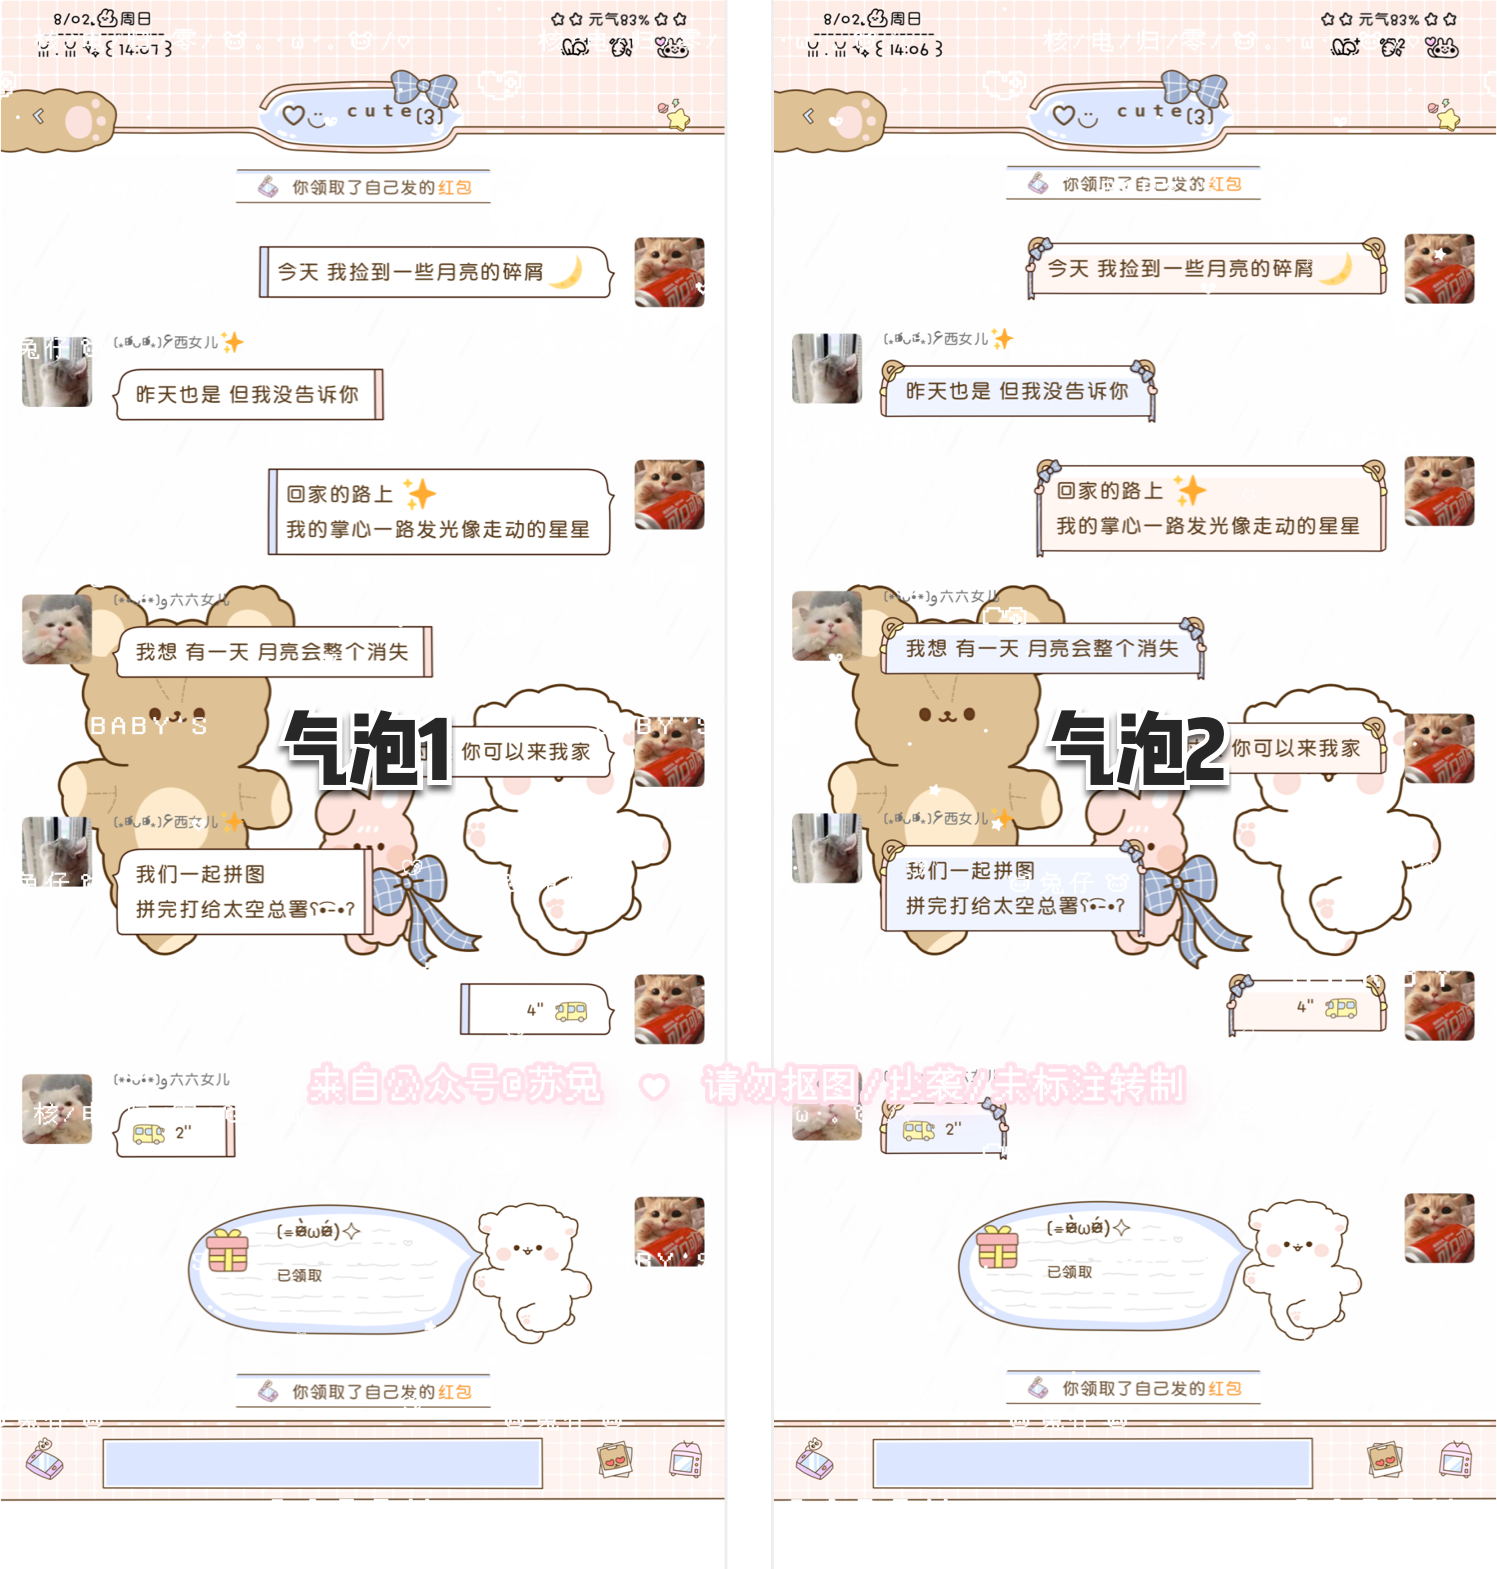 8/02 周日
元气83%
14:07
cute(3)
你领取了自己发的红包
今天 我捡到一些月亮的碎屑
西女儿
昨天也是 但我没告诉你
回家的路上
我的掌心一路发光像走动的星星
六六女儿
我想 有一天 月亮会整个消失
BABY'S
气泡1
你可以来我家
西女儿
我们一起拼图
拼完打给太空总署ʕ•̫͡•?
4"
六六女儿
2"
(=ὢωό)✧
已领取
你领取了自己发的红包
8/02 周日
元气83%
14:06
cute(3)
你领取了自己发的红包
今天 我捡到一些月亮的碎屑
西女儿
昨天也是 但我没告诉你
回家的路上
我的掌心一路发光像走动的星星
六六女儿
我想 有一天 月亮会整个消失
气泡2
你可以来我家
西女儿
我们一起拼图
兔仔
拼完打给太空总署ʕ•̫͡•?
4"
六六女儿
2"
(=ὢωό)✧
已领取
你领取了自己发的红包
来自公众号@苏兔 ♡ 请勿抠图/抄袭/未标注转制